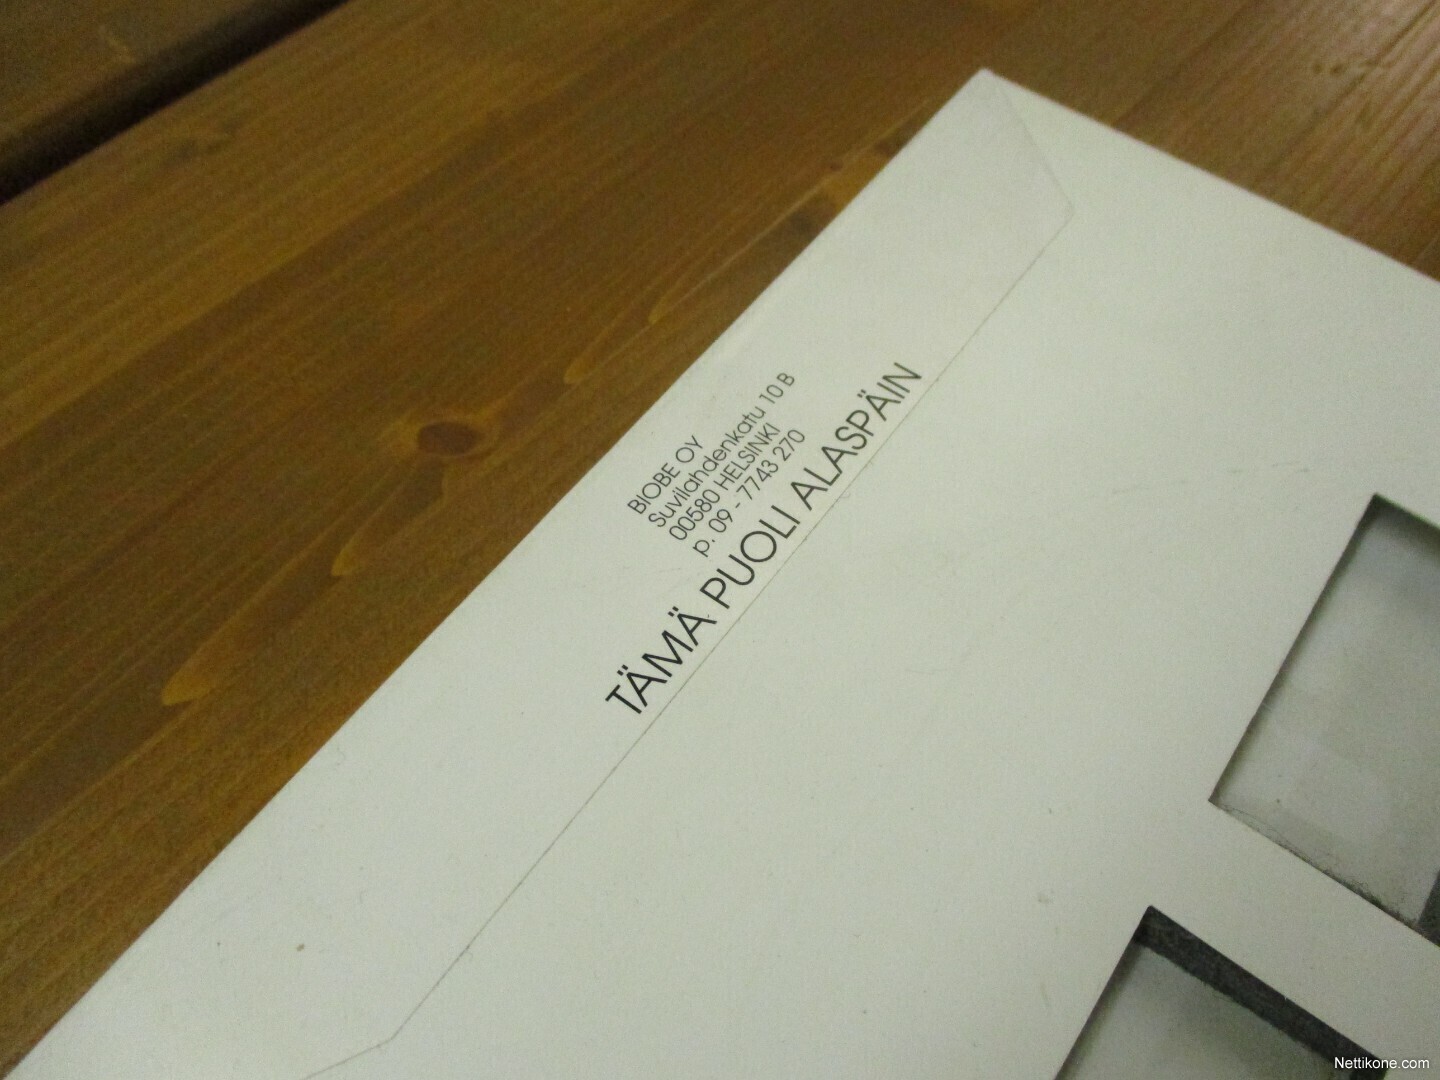 BIOBE OY
Suvilahdenkatu 10 B
00580 HELSINKI
p. 09 - 7743 270
TÄMÄ PUOLI ALASPÄIN
Nettikone.com